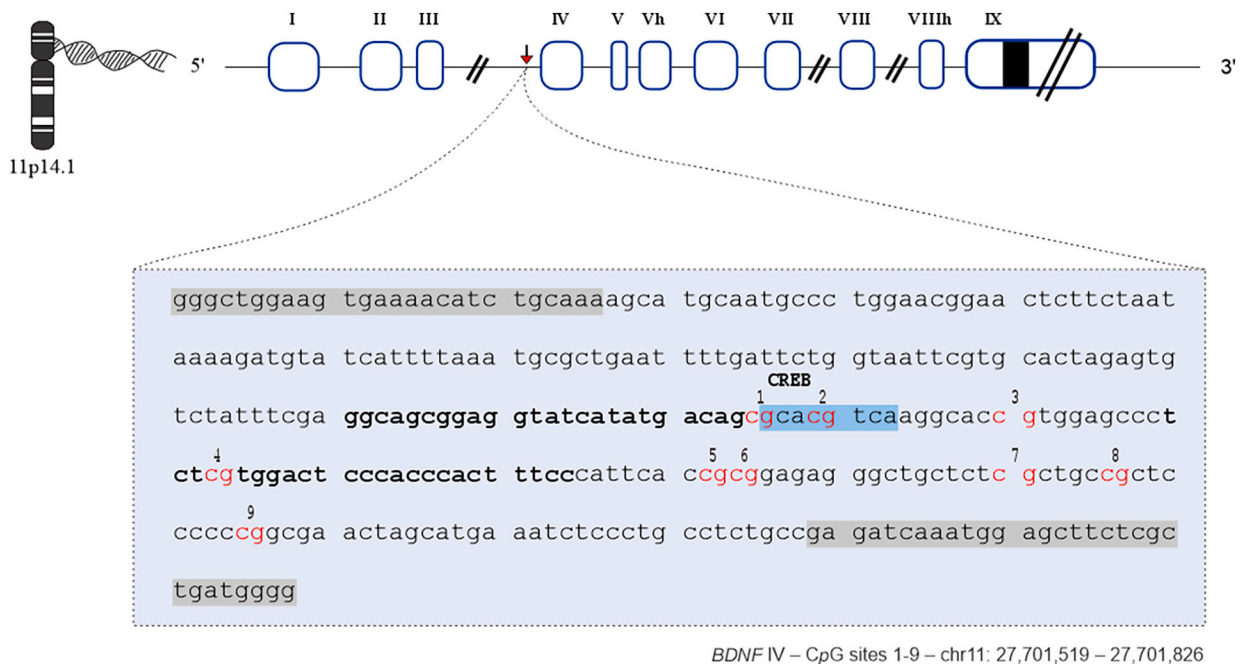 I II III IV V Vh VI VII VIII VIIIh IX
5' 3'
11p14.1
gggctggaag tgaaaacatc tgcaaaagca tgcaatgccc tggaacggaa ctcttctaat
aaaagatgta tcattttaaa tgcgctgaat tttgattctg gtaattcgtg cactagagtg
CREB
1 2 3
tctatttcga ggcagcggag gtatcatatg acagcgcacg tcaaggcacc gtggagccct
4 5 6 7 8
ctcgtggact cccacccact ttcccattca ccgcggagag ggctgctctc gctgccgctc
9
cccccggcga actagcatga aatctccctg cctctgccga gatcaaatgg agcttctcgc
tgatgggg
BDNF IV – CpG sites 1-9 – chr11: 27,701,519 – 27,701,826